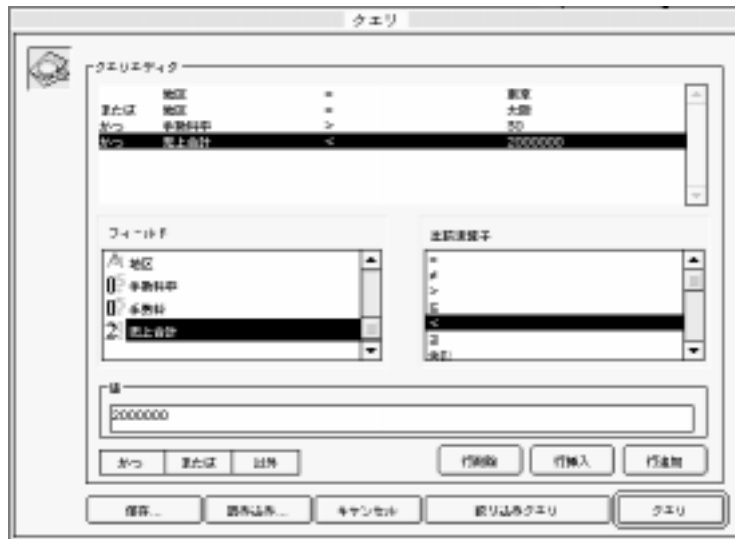 クエリ
クエリエディタ
地区 = 東京
または 地区 = 大阪
かつ 手数料率 > 50
かつ 売上合計 < 2000000
フィールド
比較演算子
地区
手数料率
手数料
売上合計
=
≠
>
≧
<
≦
値
2000000
かつ または 以外
行削除 行挿入 行追加
保存... 読み込み... キャンセル 絞り込みクエリ クエリ